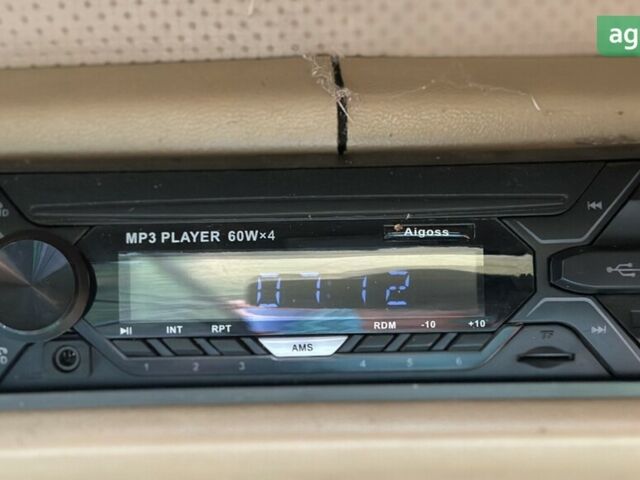 ag
MP3 PLAYER 60W×4
Aigoss
07 12
INT RPT RDM -10 +10
AMS
1 2 3 4 5 6